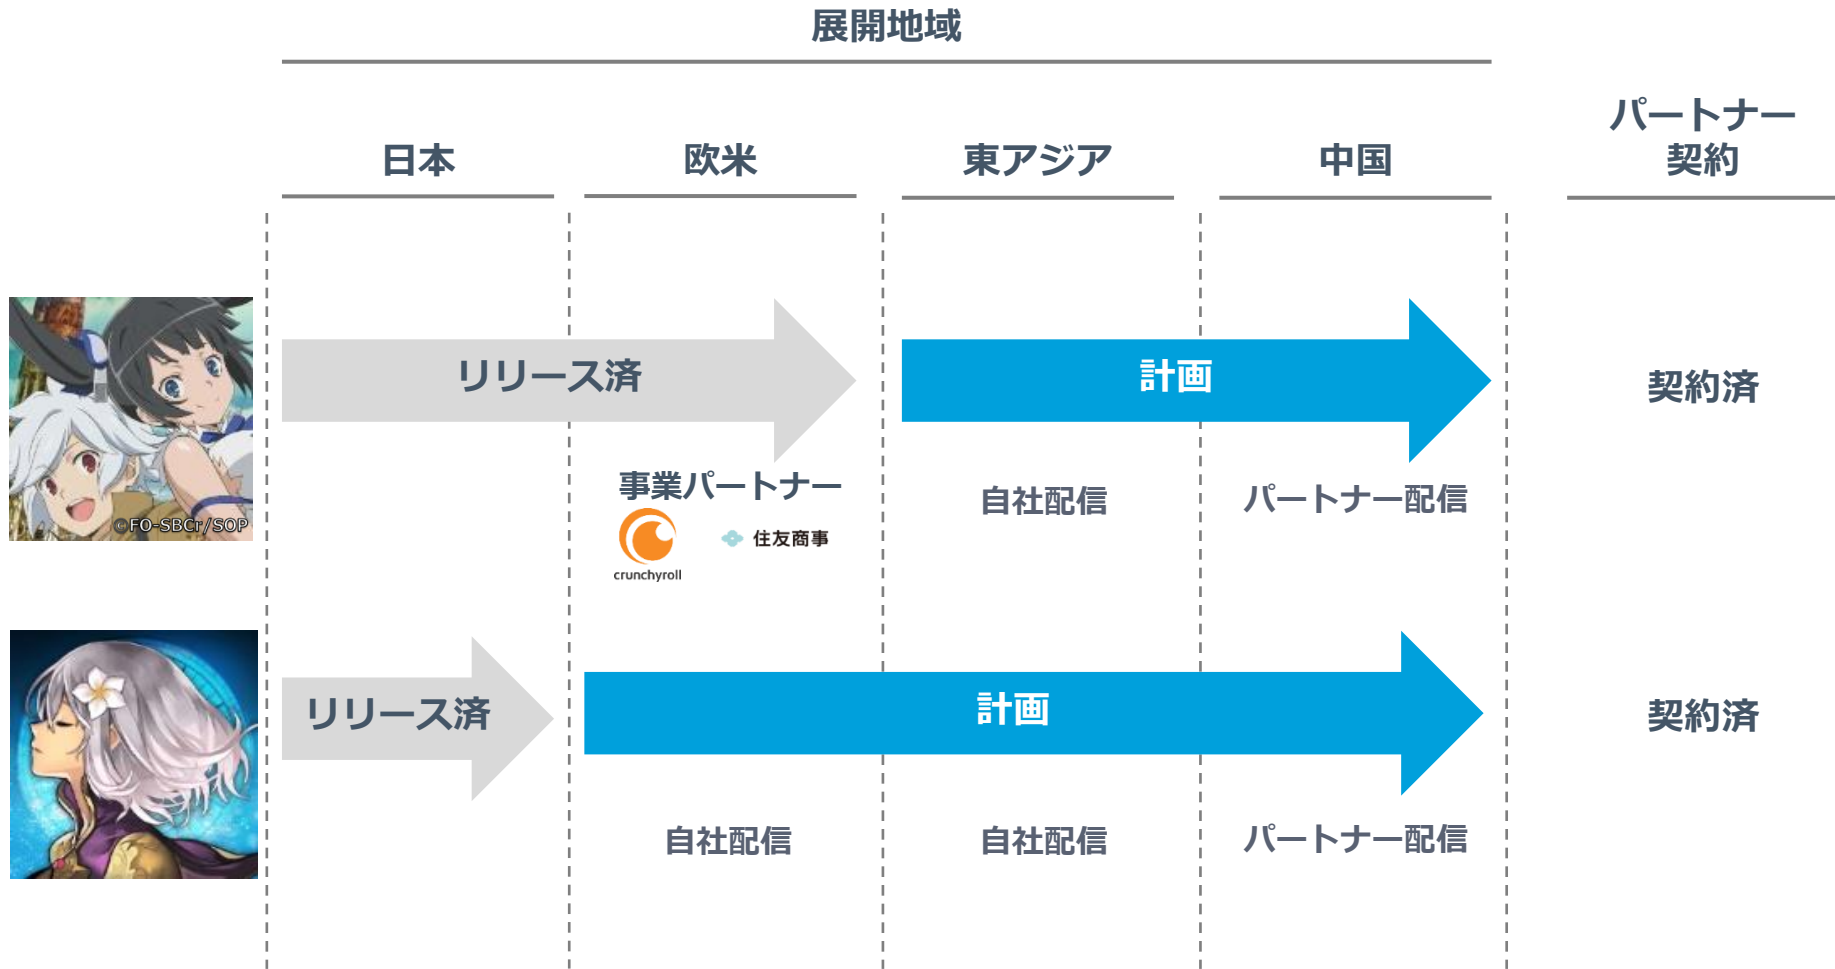 展開地域
日本
欧米
東アジア
中国
パートナー
契約
リリース済
計画
契約済
事業パートナー
crunchyroll
住友商事
自社配信
パートナー配信
©FO-SBCr/SOP
リリース済
計画
契約済
自社配信
自社配信
パートナー配信